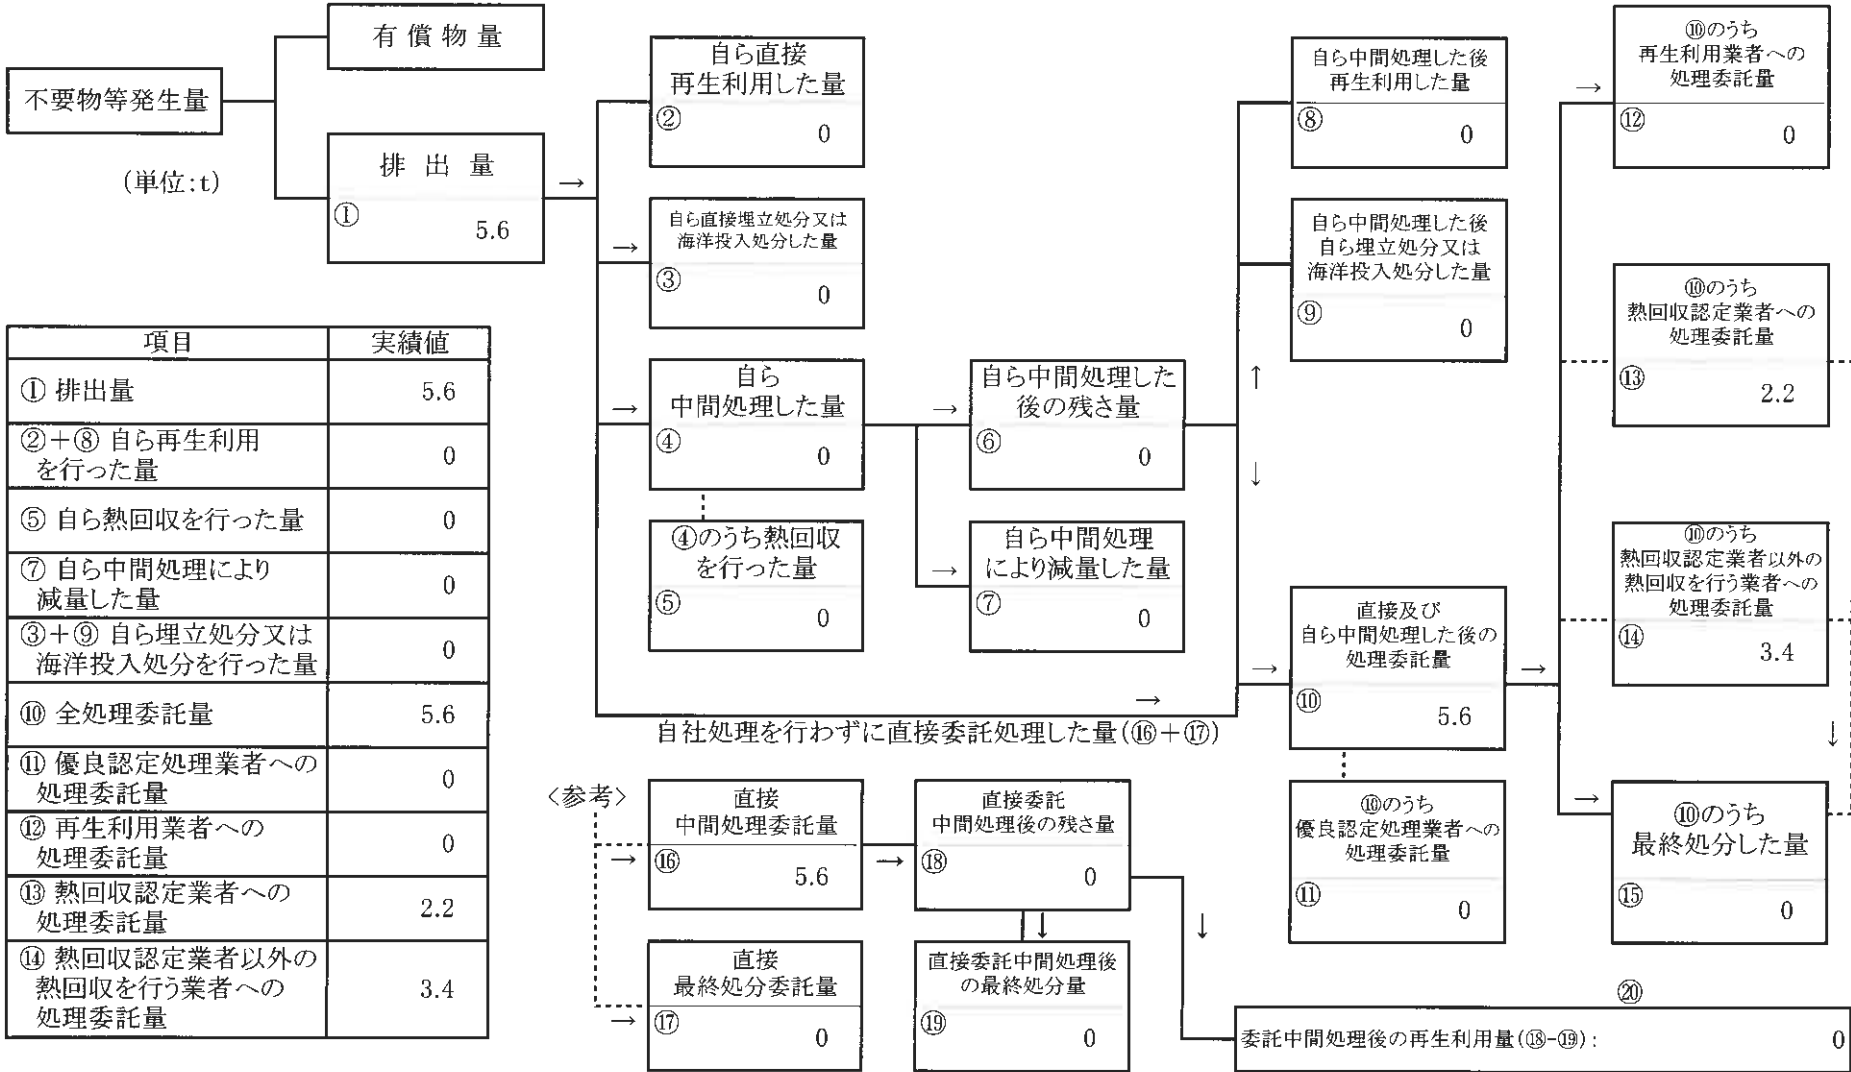 不要物等発生量
有償物量
(単位:t)
排出量
①
5.6
自ら直接
再生利用した量
②
0
自ら直接埋立処分又は
海洋投入処分した量
③
0
自ら
中間処理した量
④
0
④のうち熱回収
を行った量
⑤
0
自ら中間処理した
後の残さ量
⑥
0
自ら中間処理
により減量した量
⑦
0
自ら中間処理した後
再生利用した量
⑧
0
自ら中間処理した後
自ら埋立処分又は
海洋投入処分した量
⑨
0
直接及び
自ら中間処理した後の
処理委託量
⑩
5.6
⑩のうち
優良認定処理業者への
処理委託量
⑪
0
⑩のうち
再生利用業者への
処理委託量
⑫
0
⑩のうち
熱回収認定業者への
処理委託量
⑬
2.2
⑩のうち
熱回収認定業者以外の
熱回収を行う業者への
処理委託量
⑭
3.4
⑩のうち
最終処分した量
⑮
0
自社処理を行わずに直接委託処理した量(⑯+⑰)
<参考>
直接
中間処理委託量
⑯
5.6
直接
最終処分委託量
⑰
0
直接委託
中間処理後の残さ量
⑱
0
直接委託中間処理後
の最終処分量
⑲
0
⑳
委託中間処理後の再生利用量(⑱-⑲): 0
項目 実績値
① 排出量 5.6
②+⑧ 自ら再生利用
を行った量 0
⑤ 自ら熱回収を行った量 0
⑦ 自ら中間処理により
減量した量 0
③+⑨ 自ら埋立処分又は
海洋投入処分を行った量 0
⑩ 全処理委託量 5.6
⑪ 優良認定処理業者への
処理委託量 0
⑫ 再生利用業者への
処理委託量 0
⑬ 熱回収認定業者への
処理委託量 2.2
⑭ 熱回収認定業者以外の
熱回収を行う業者への 3.4
処理委託量